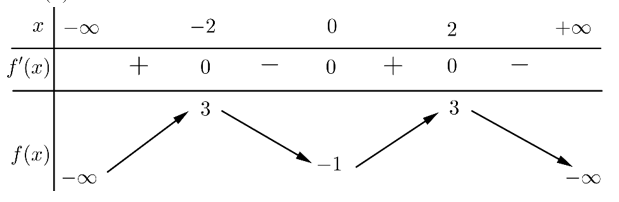 x −∞ −2 0 2 +∞
f′(x) + 0 − 0 + 0 −
3 3
f(x) −1
−∞ −∞